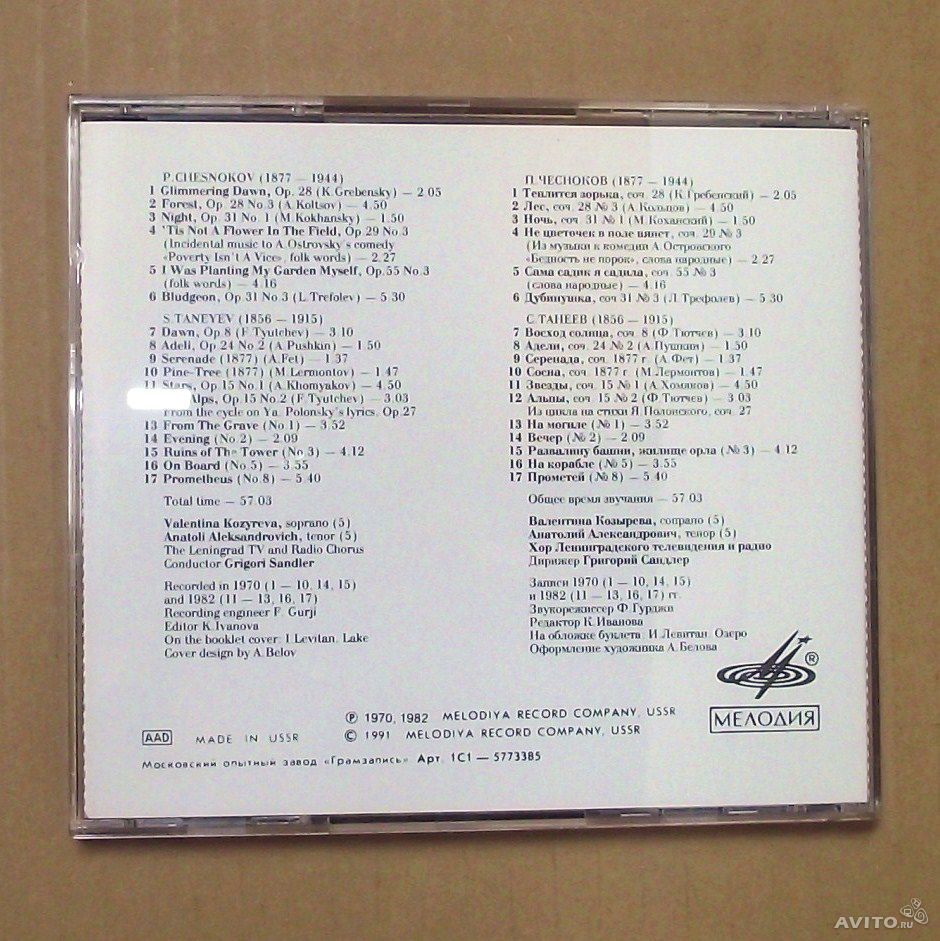 P. CHESNOKOV (1877 — 1944)
1 Glimmering Dawn, Op. 28 (K. Grebensky) — 2.05
2 Forest, Op. 28 No 3 (A. Koltsov) — 4.50
3 Night, Op. 31 No. 1 (M. Kokhansky) — 1.50
4 'Tis Not A Flower In The Field, Op. 29 No 3
(Incidental music to A. Ostrovsky's comedy
«Poverty Isn't A Vice», folk words) — 2.27
5 I Was Planting My Garden Myself, Op. 55 No. 3
(folk words) — 4.16
6 Bludgeon, Op 31 No 3 (L. Trefolev) — 5.30
S. TANEYEV (1856 — 1915)
7 Dawn, Op. 8 (F. Tyutchev) — 3.10
8 Adeli, Op. 24 No 2 (A. Pushkin) — 1.50
9 Serenade (1877) (A. Fet) — 1.37
10 Pine-Tree (1877) (M. Lermontov) — 1.47
11 Stars, Op. 15 No. 1 (A. Khomyakov) — 4.50
Alps, Op. 15 No. 2 (F. Tyutchev) — 3.03
From the cycle on Ya. Polonsky's lyrics, Op. 27
13 From The Grave (No. 1) — 3.52
14 Evening (No. 2) — 2.09
15 Ruins of The Tower (No. 3) — 4.12
16 On Board (No. 5) — 3.55
17 Prometheus (No. 8) — 5.40
Total time — 57.03
Valentina Kozyreva, soprano (5)
Anatoli Aleksandrovich, tenor (5)
The Leningrad TV and Radio Chorus
Conductor Grigori Sandler
Recorded in 1970 (1 — 10, 14, 15)
and 1982 (11 — 13, 16, 17)
Recording engineer F. Gurji
Editor K. Ivanova
On the booklet cover: I. Levitan. Lake
Cover design by A. Belov
П. ЧЕСНОКОВ (1877 — 1944)
1 Теплится зорька, соч. 28 (К. Гребенский) — 2.05
2 Лес, соч. 28 № 3 (А. Кольцов) — 4.50
3 Ночь, соч. 31 № 1 (М. Коханский) — 1.50
4 Не цветочек в поле вянет, соч. 29 № 3
(Из музыки к комедии А. Островского
«Бедность не порок», слова народные) — 2.27
5 Сама садик я садила, соч. 55 № 3
(слова народные) — 4.16
6 Дубинушка, соч 31 № 3 (Л. Трефолев) — 5.30
С. ТАНЕЕВ (1856 — 1915)
7 Восход солнца, соч. 8 (Ф. Тютчев) — 3.10
8 Адели, соч. 24 № 2 (А. Пушкин) — 1.50
9 Серенада, соч. 1877 г. (А. Фет) — 1.37
10 Сосна, соч. 1877 г. (М. Лермонтов) — 1.47
11 Звезды, соч. 15 № 1 (А. Хомяков) — 4.50
12 Альпы, соч. 15 № 2 (Ф. Тютчев) — 3.03
Из цикла на стихи Я. Полонского, соч. 27
13 На могиле (№ 1) — 3.52
14 Вечер (№ 2) — 2.09
15 Развалину башни, жилище орла (№ 3) — 4.12
16 На корабле (№ 5) — 3.55
17 Прометей (№ 8) — 5.40
Общее время звучания — 57.03
Валентина Козырева, сопрано (5)
Анатолий Александрович, тенор (5)
Хор Ленинградского телевидения и радио
Дирижер Григорий Сандлер
Записи 1970 (1 — 10, 14, 15)
и 1982 (11 — 13, 16, 17) гг.
Звукорежиссер Ф. Гурджи
Редактор К. Иванова
На обложке буклета: И. Левитан. Озеро
Оформление художника А. Белова
®
МЕЛОДИЯ
℗ 1970, 1982 MELODIYA RECORD COMPANY, USSR
AAD MADE IN USSR © 1991 MELODIYA RECORD COMPANY, USSR
Московский опытный завод «Грамзапись» Арт. 1С1 — 5773385
AVITO.RU